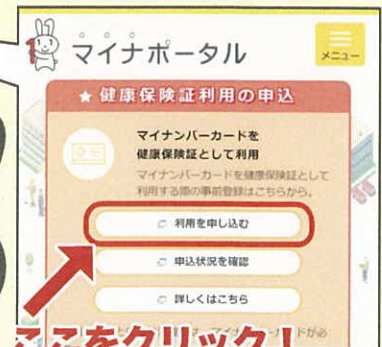 マイナポータル
メニュー
★健康保険証利用の申込
マイナンバーカードを
健康保険証として利用
マイナンバーカードを健康保険証として
利用する際の事前登録はこちらから。
利用を申し込む
申込状況を確認
詳しくはこちら
ここをクリック!